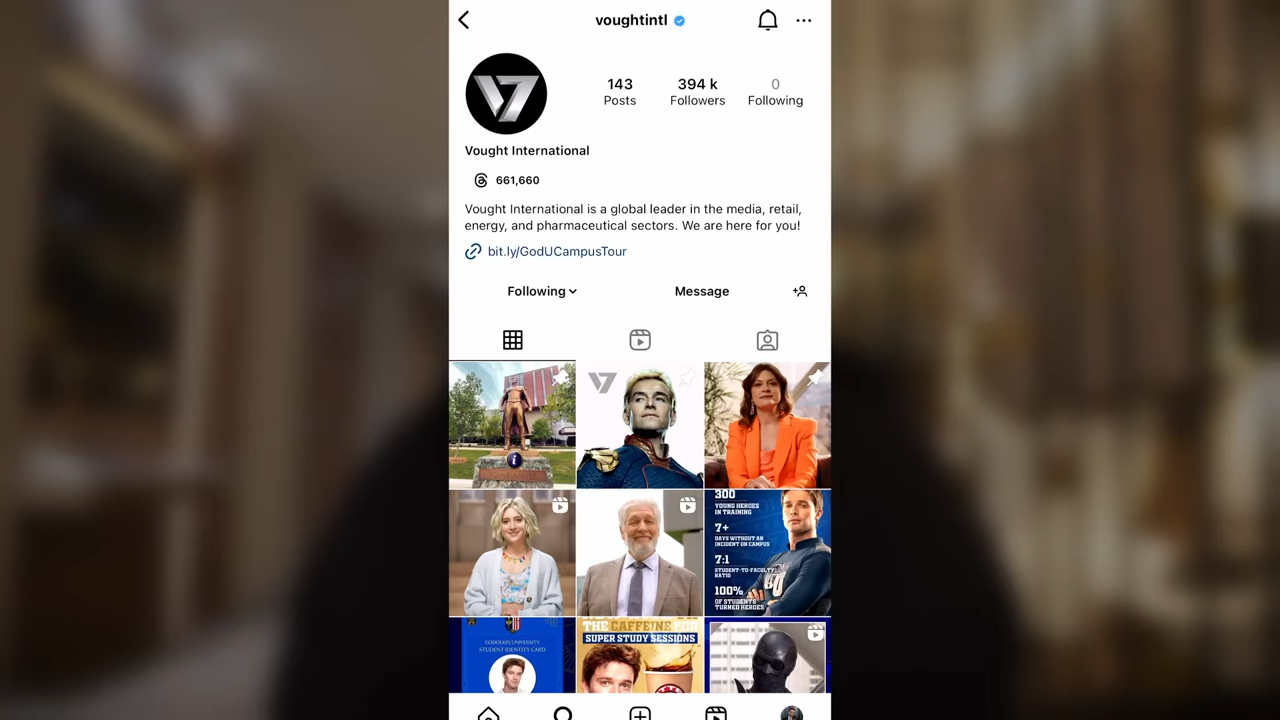 voughtintl
143
Posts
394 k
Followers
0
Following
Vought International
661,660
Vought International is a global leader in the media, retail,
energy, and pharmaceutical sectors. We are here for you!
bit.ly/GodUCampusTour
Following
Message
300
YOUNG HEROES
IN TRAINING
7+
DAYS WITHOUT AN
INCIDENT ON CAMPUS
7:1
STUDENT-TO-FACULTY
RATIO
100%
OF STUDENTS
TURNED HEROES
GODOLKIN UNIVERSITY
STUDENT IDENTITY CARD
THE CAFFEINE FOR
SUPER STUDY SESSIONS